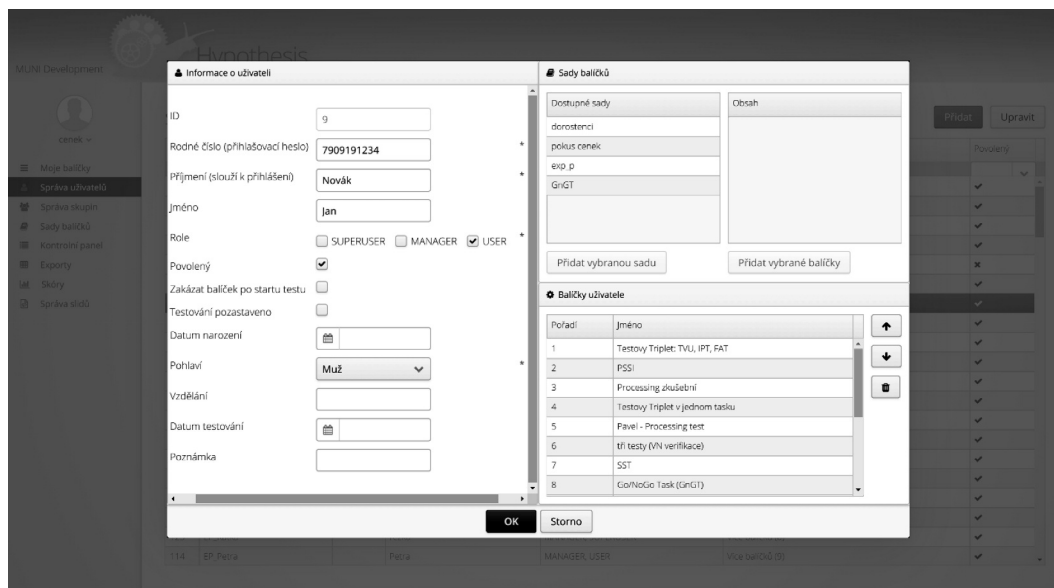 Hypothesis
MUNI Development
cenek
Moje balíčky
Správa uživatelů
Správa skupin
Sady balíčků
Kontrolní panel
Exporty
Skóry
Správa slidů
Přidat
Upravit
Povolený
Informace o uživateli
ID
9
Rodné číslo (přihlašovací heslo)
7909191234
*
Příjmení (slouží k přihlášení)
Novák
*
Jméno
Jan
Role
SUPERUSER MANAGER USER *
Povolený
Zakázat balíček po startu testu
Testování pozastaveno
Datum narození
Pohlaví
Muž
*
Vzdělání
Datum testování
Poznámka
Sady balíčků
Dostupné sady
dorostenci
pokus cenek
exp_p
GnGT
Obsah
Přidat vybranou sadu
Přidat vybrané balíčky
Balíčky uživatele
Pořadí Jméno
1 Testovy Triplet: TVU, IPT, FAT
2 PSSI
3 Processing zkušební
4 Testovy Triplet v jednom tasku
5 Pavel - Processing test
6 tři testy (VN verifikace)
7 SST
8 Go/NoGo Task (GnGT)
OK
Storno
114 EP_Petra Petra MANAGER, USER Více balíčků (9)